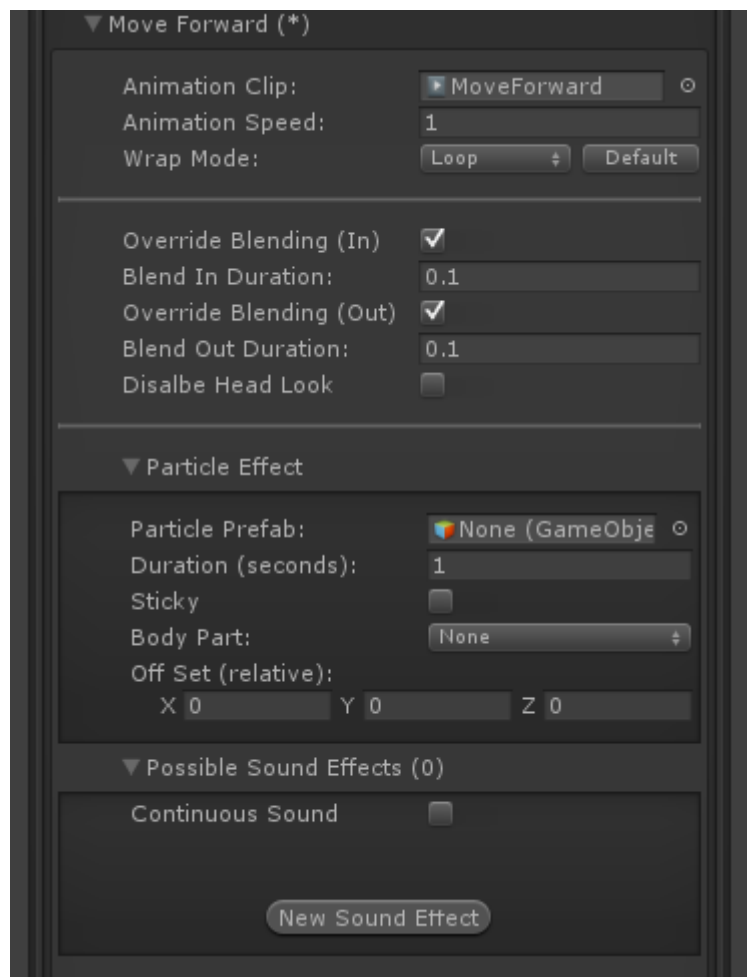 Move Forward (*)
Animation Clip: MoveForward
Animation Speed: 1
Wrap Mode: Loop Default
Override Blending (In)
Blend In Duration: 0.1
Override Blending (Out)
Blend Out Duration: 0.1
Disalbe Head Look
Particle Effect
Particle Prefab: None (GameObje
Duration (seconds): 1
Sticky
Body Part: None
Off Set (relative):
X 0 Y 0 Z 0
Possible Sound Effects (0)
Continuous Sound
New Sound Effect